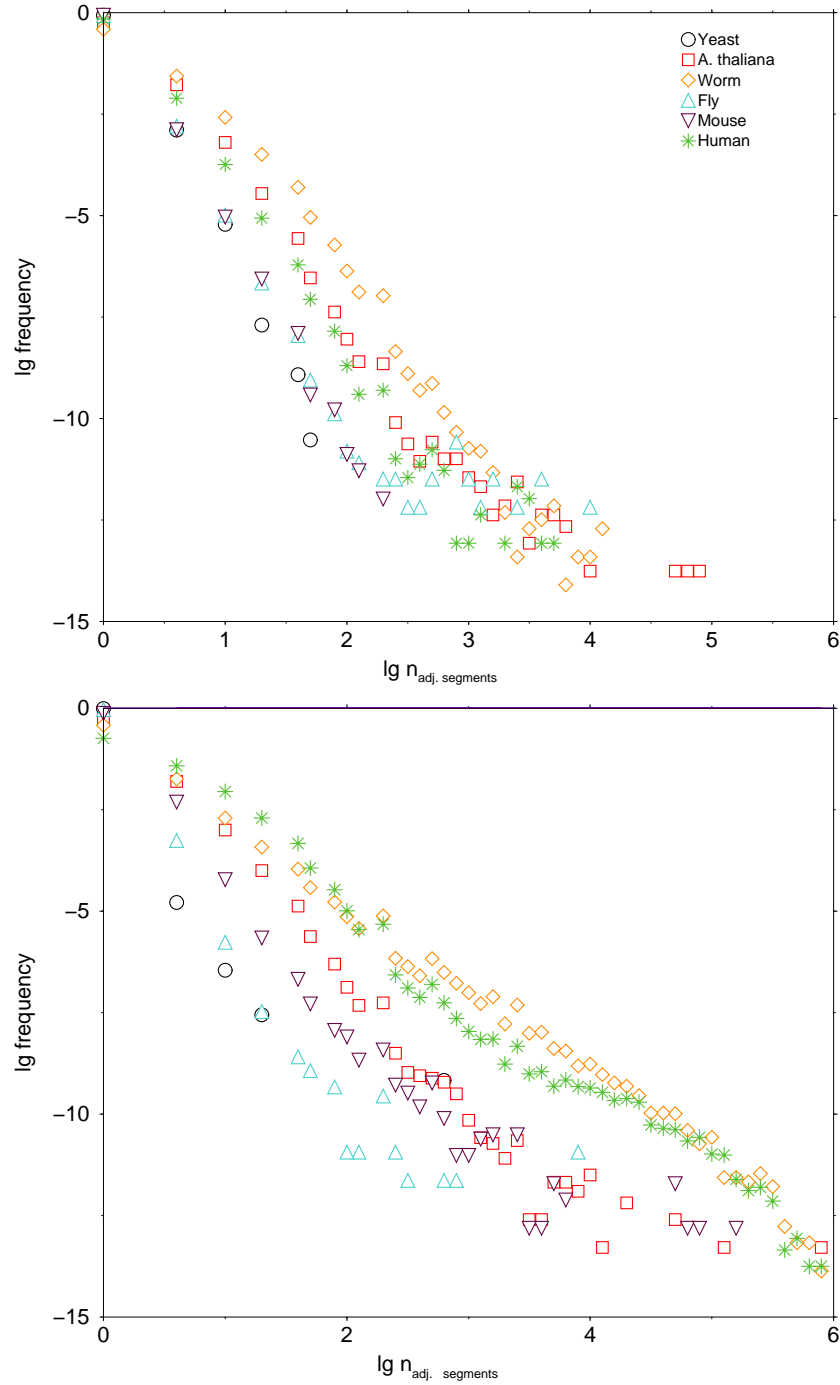 0
−5
−10
−15
lg frequency
Yeast
A. thaliana
Worm
Fly
Mouse
Human
0 1 2 3 4 5 6
lg n adj. segments
0
−5
−10
−15
lg frequency
0 2 4 6
lg n adj. segments